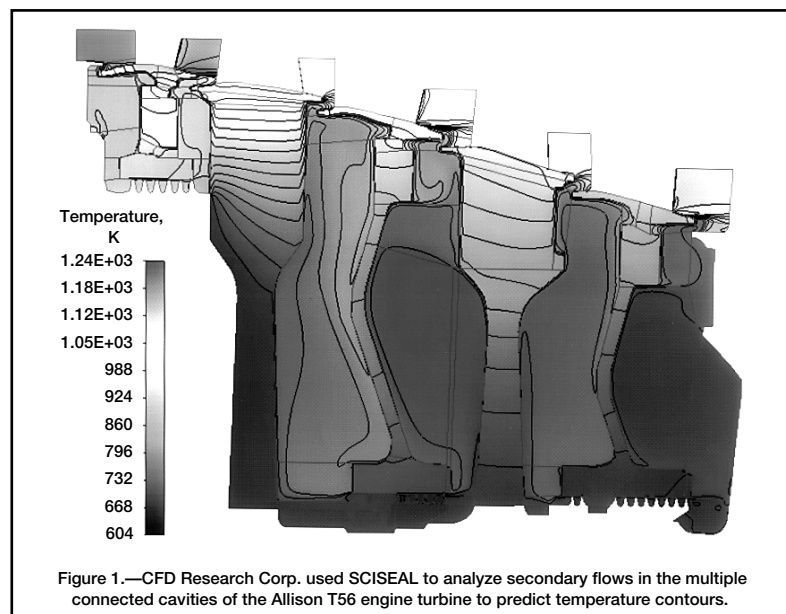 Temperature,
K
1.24E+03
1.18E+03
1.12E+03
1.05E+03
988
924
860
796
732
668
604
Figure 1.—CFD Research Corp. used SCISEAL to analyze secondary flows in the multiple
connected cavities of the Allison T56 engine turbine to predict temperature contours.